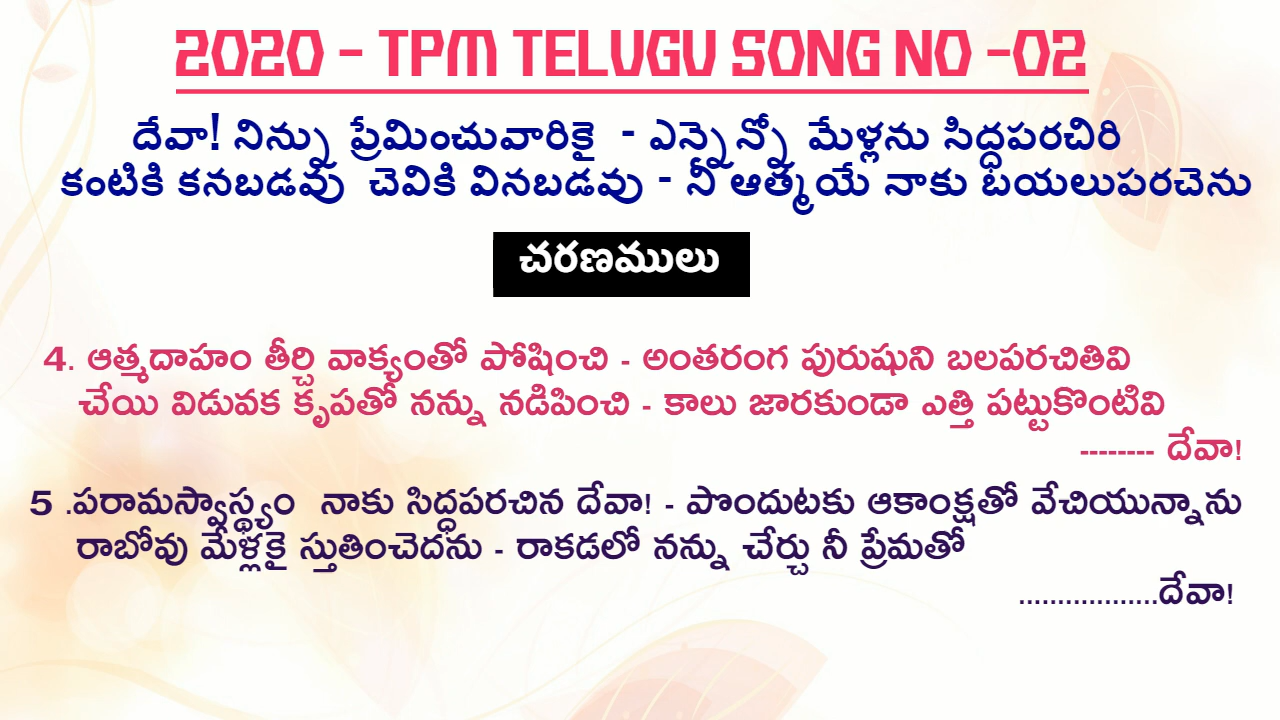 2020 - TPM TELUGU SONG NO -02
దేవా! నిన్ను ప్రేమించువారికై - ఎన్నెన్నో మేళ్లను సిద్ధపరచిరి
కంటికి కనబడవు చెవికి వినబడవు - నీ ఆత్మయే నాకు బయలుపరచెను
చరణములు
4. ఆత్మదాహం తీర్చి వాక్యంతో పోషించి - అంతరంగ పురుషుని బలపరచితివి
చేయి విడువక కృపతో నన్ను నడిపించి - కాలు జారకుండా ఎత్తి పట్టుకొంటివి
-------- దేవా!
5 .పరామస్వాస్థ్యం నాకు సిద్ధపరచిన దేవా! - పొందుటకు ఆకాంక్షతో వేచియున్నాను
రాబోవు మేళ్లకై స్తుతించెదను - రాకడలో నన్ను చేర్చు నీ ప్రేమతో
..................దేవా!